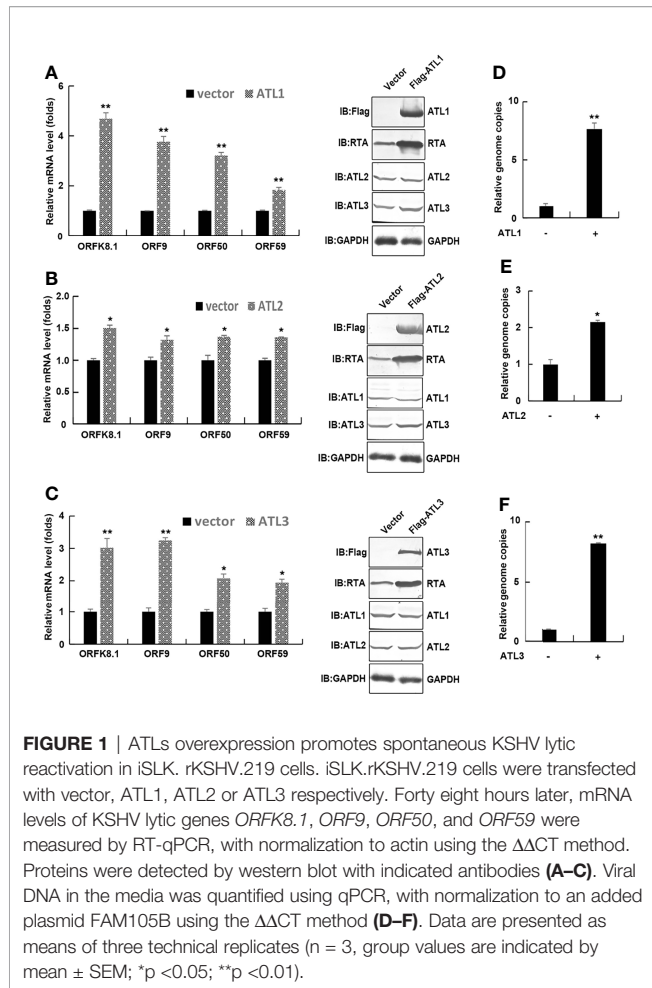 A
vector ATL1
Relative mRNA level (folds)
6
4
2
0
** ** ** **
ORFK8.1 ORF9 ORF50 ORF59
Vector
Flag-ATL1
IB:Flag ATL1
IB:RTA RTA
IB:ATL2 ATL2
IB:ATL3 ATL3
IB:GAPDH GAPDH
D
Relative genome copies
10
5
0
**
ATL1 - +
B
vector ATL2
Relative mRNA level (folds)
2.0
1.5
1.0
0.5
0.0
* * * *
ORFK8.1 ORF9 ORF50 ORF59
Vector
Flag-ATL2
IB:Flag ATL2
IB:RTA RTA
IB:ATL1 ATL1
IB:ATL3 ATL3
IB:GAPDH GAPDH
E
Relative genome copies
3
2
1
0
*
ATL2 - +
C
vector ATL3
Relative mRNA level (folds)
4
3
2
1
0
** ** * *
ORFK8.1 ORF9 ORF50 ORF59
Vector
Flag-ATL3
IB:Flag ATL3
IB:RTA RTA
IB:ATL1 ATL1
IB:ATL2 ATL2
IB:GAPDH GAPDH
F
Relative genome copies
10
5
0
**
ATL3 - +
FIGURE 1 | ATLs overexpression promotes spontaneous KSHV lytic
reactivation in iSLK. rKSHV.219 cells. iSLK.rKSHV.219 cells were transfected
with vector, ATL1, ATL2 or ATL3 respectively. Forty eight hours later, mRNA
levels of KSHV lytic genes ORFK8.1, ORF9, ORF50, and ORF59 were
measured by RT-qPCR, with normalization to actin using the ΔΔCT method.
Proteins were detected by western blot with indicated antibodies (A–C). Viral
DNA in the media was quantified using qPCR, with normalization to an added
plasmid FAM105B using the ΔΔCT method (D–F). Data are presented as
means of three technical replicates (n = 3, group values are indicated by
mean ± SEM; *p <0.05; **p <0.01).